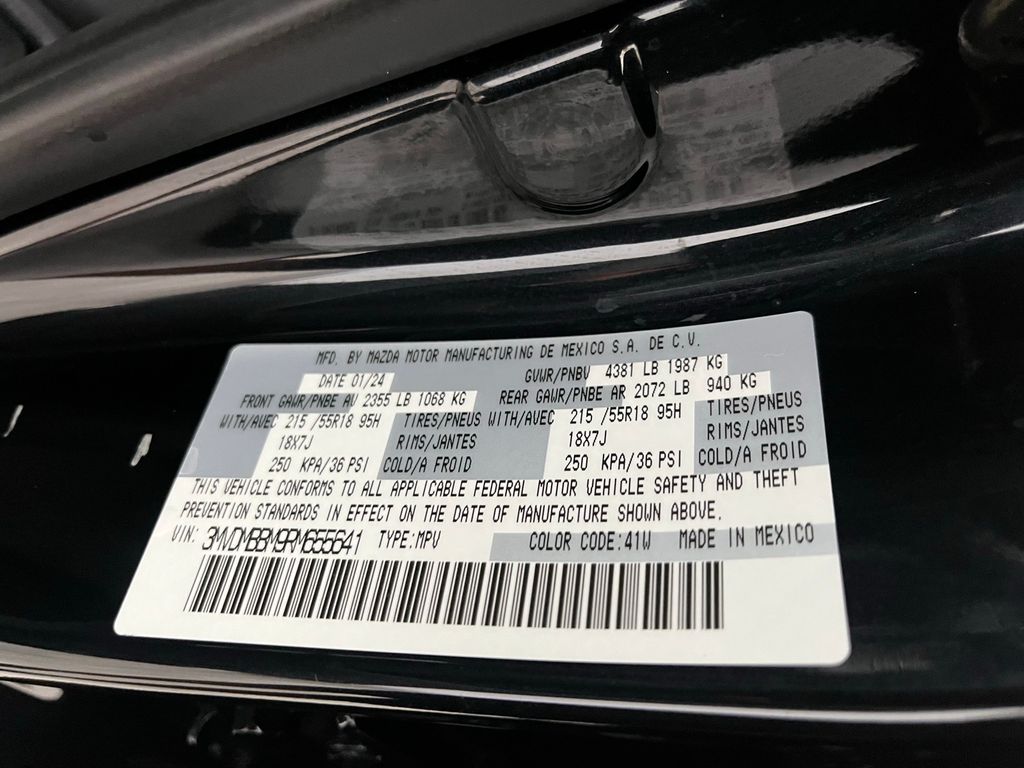 MFD. BY MAZDA MOTOR MANUFACTURING DE MEXICO S.A. DE C.V.
DATE 01/24 GVWR/PNBV 4381 LB 1987 KG
FRONT GAWR/PNBE AV 2355 LB 1068 KG REAR GAWR/PNBE AR 2072 LB 940 KG
WITH/AVEC 215 /55R18 95H TIRES/PNEUS WITH/AVEC 215 /55R18 95H TIRES/PNEUS
18X7J RIMS/JANTES 18X7J RIMS/JANTES
250 KPA/36 PSI COLD/A FROID 250 KPA/36 PSI COLD/A FROID
THIS VEHICLE CONFORMS TO ALL APPLICABLE FEDERAL MOTOR VEHICLE SAFETY AND THEFT
PREVENTION STANDARDS IN EFFECT ON THE DATE OF MANUFACTURE SHOWN ABOVE.
VIN: 3MVDMBBM9RM655641 TYPE:MPV COLOR CODE:41W MADE IN MEXICO